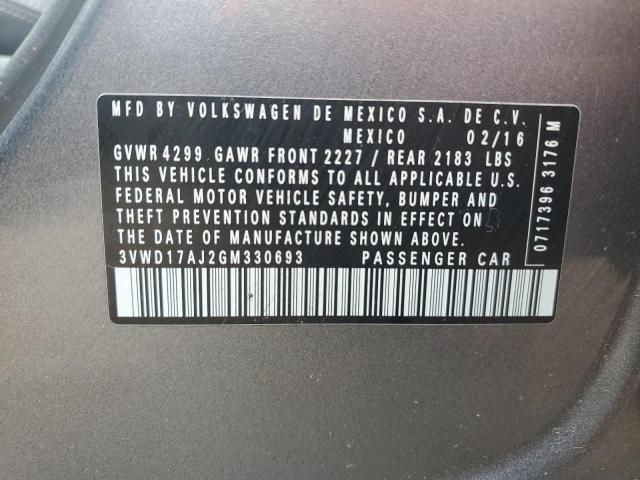 MFD BY VOLKSWAGEN DE MEXICO S.A. DE C.V.
MEXICO 02/16
GVWR 4299 GAWR FRONT 2227 / REAR 2183 LBS
THIS VEHICLE CONFORMS TO ALL APPLICABLE U.S.
FEDERAL MOTOR VEHICLE SAFETY, BUMPER AND
THEFT PREVENTION STANDARDS IN EFFECT ON
THE DATE OF MANUFACTURE SHOWN ABOVE.
3VWD17AJ2GM330693 PASSENGER CAR
0717396 3176 M